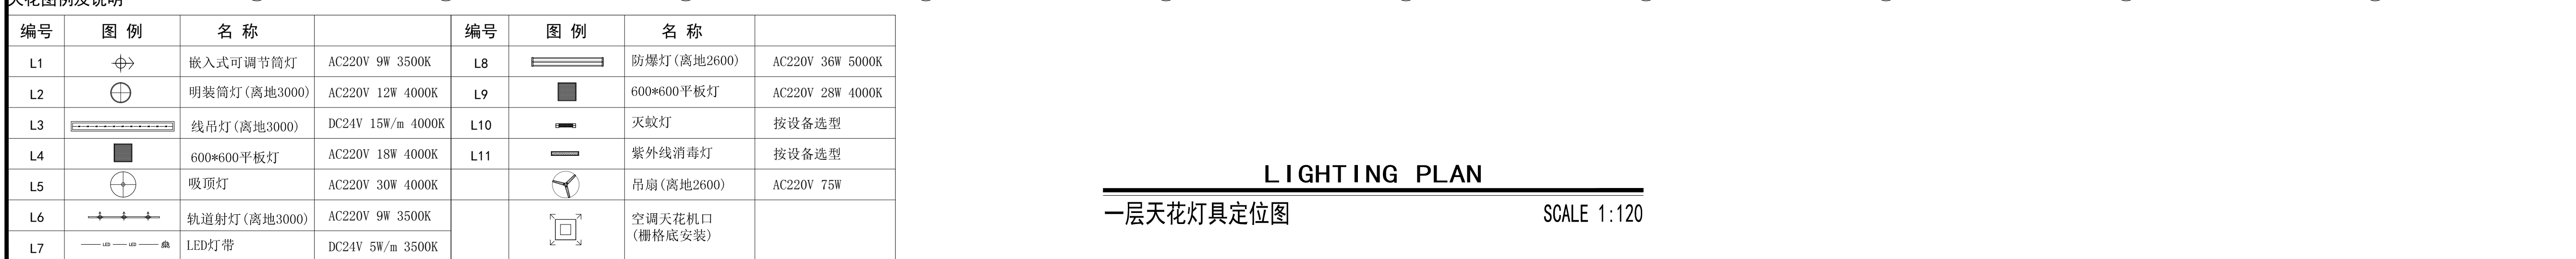 天花图例及说明
编号 图 例 名 称 编号 图 例 名 称
L1 嵌入式可调节筒灯 AC220V 9W 3500K L8 防爆灯(离地2600) AC220V 36W 5000K
L2 明装筒灯(离地3000) AC220V 12W 4000K L9 600*600平板灯 AC220V 28W 4000K
L3 线吊灯(离地3000) DC24V 15W/m 4000K L10 灭蚊灯 按设备选型
L4 600*600平板灯 AC220V 18W 4000K L11 紫外线消毒灯 按设备选型
L5 吸顶灯 AC220V 30W 4000K 吊扇(离地2600) AC220V 75W
L6 轨道射灯(离地3000) AC220V 9W 3500K 空调天花机口
(栅格底安装)
L7 LED LED LED灯带 DC24V 5W/m 3500K
LIGHTING PLAN
一层天花灯具定位图 SCALE 1:120